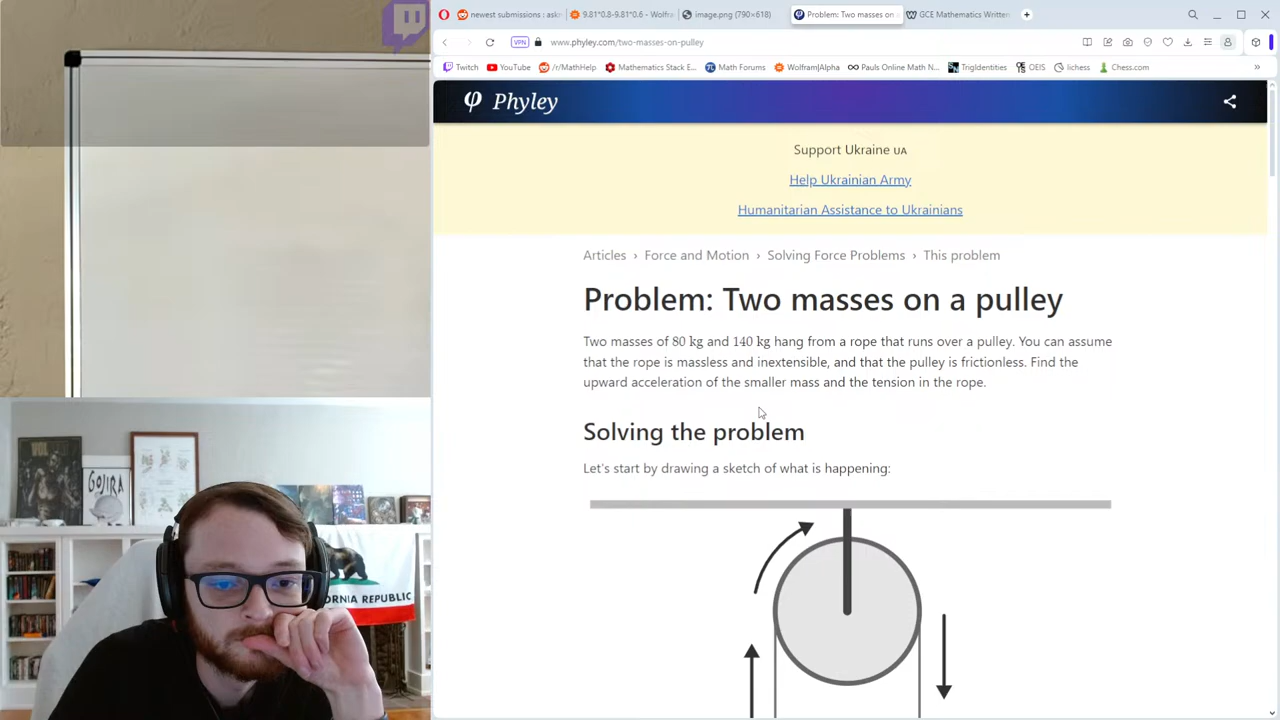 newest submissions : ask
9.81*0.8-9.81*0.6 - Wolfra
image.png (790×618)
Problem: Two masses on
GCE Mathematics Written
VPN
www.phyley.com/two-masses-on-pulley
Twitch
YouTube
/r/MathHelp
Mathematics Stack E...
Math Forums
Wolfram|Alpha
Pauls Online Math N...
TrigIdentities
OEIS
lichess
Chess.com
φ Phyley
Support Ukraine UA
Help Ukrainian Army
Humanitarian Assistance to Ukrainians
Articles › Force and Motion › Solving Force Problems › This problem
Problem: Two masses on a pulley
Two masses of 80 kg and 140 kg hang from a rope that runs over a pulley. You can assume
that the rope is massless and inextensible, and that the pulley is frictionless. Find the
upward acceleration of the smaller mass and the tension in the rope.
Solving the problem
Let's start by drawing a sketch of what is happening:
GOJIRA
CALIFORNIA REPUBLIC